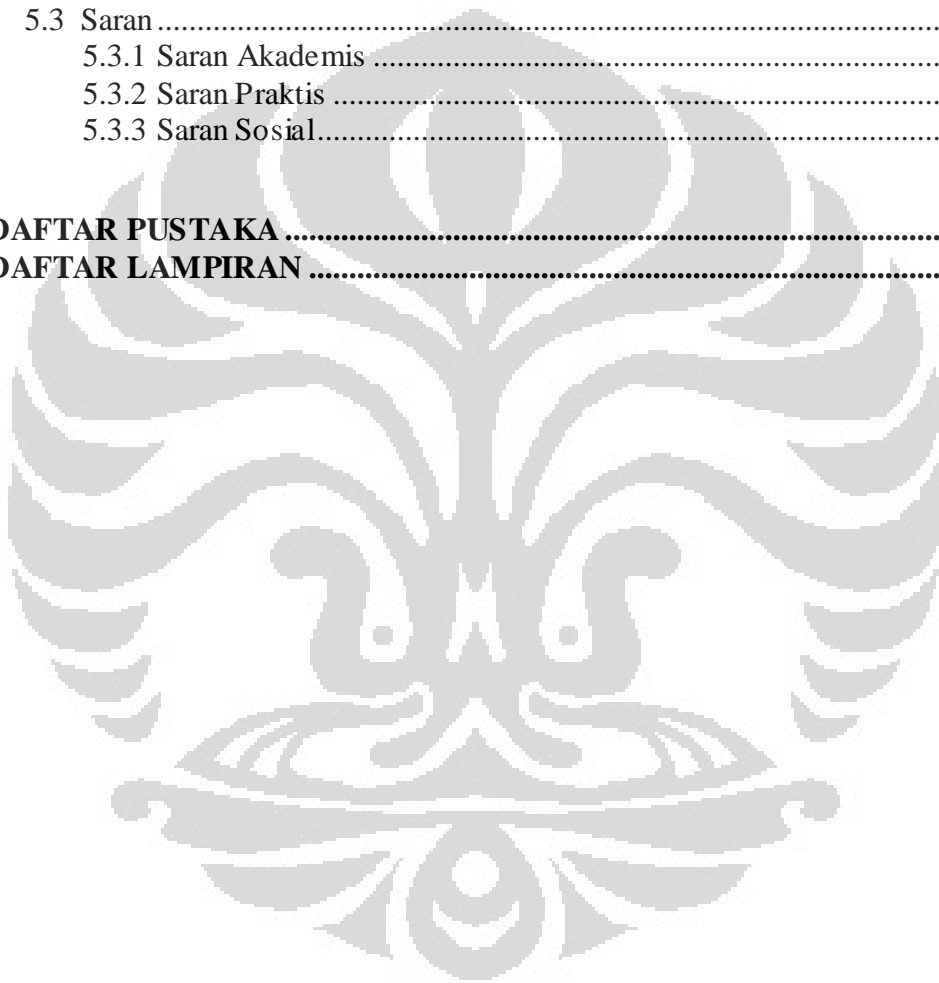 5.3 Saran........................................................................................................
5.3.1 Saran Akademis ..........................................................................
5.3.2 Saran Praktis ...............................................................................
5.3.3 Saran Sosial.................................................................................
DAFTAR PUSTAKA ...................................................................................
DAFTAR LAMPIRAN ................................................................................